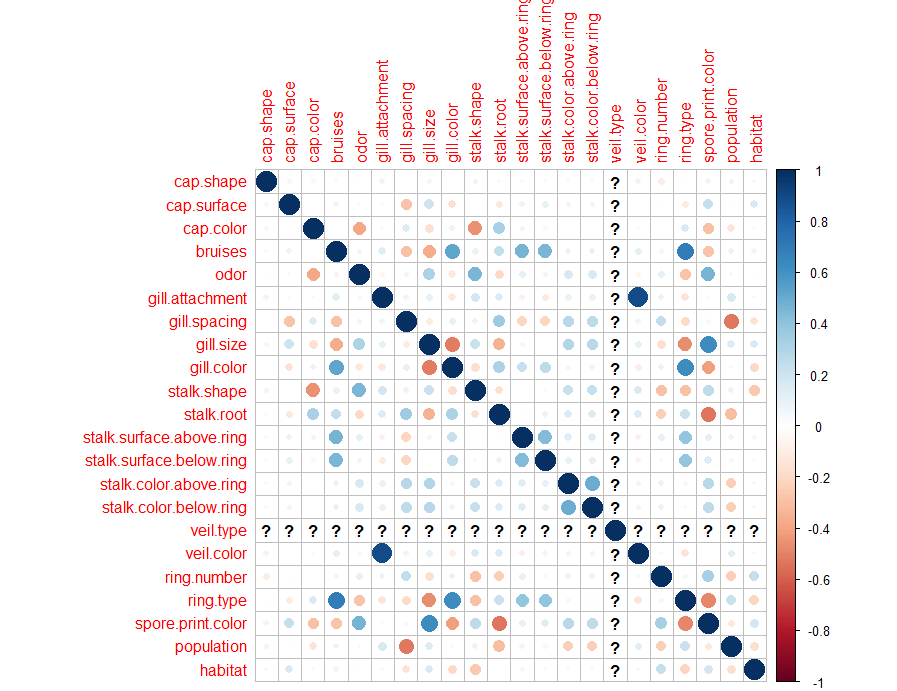 cap.shape
cap.surface
cap.color
bruises
odor
gill.attachment
gill.spacing
gill.size
gill.color
stalk.shape
stalk.root
stalk.surface.above.ring
stalk.surface.below.ring
stalk.color.above.ring
stalk.color.below.ring
veil.type
veil.color
ring.number
ring.type
spore.print.color
population
habitat
cap.shape ?
cap.surface ?
cap.color ?
bruises ?
odor ?
gill.attachment ?
gill.spacing ?
gill.size ?
gill.color ?
stalk.shape ?
stalk.root ?
stalk.surface.above.ring ?
stalk.surface.below.ring ?
stalk.color.above.ring ?
stalk.color.below.ring ?
veil.type ? ? ? ? ? ? ? ? ? ? ? ? ? ? ? ? ? ? ? ? ?
veil.color ?
ring.number ?
ring.type ?
spore.print.color ?
population ?
habitat ?
1
0.8
0.6
0.4
0.2
0
-0.2
-0.4
-0.6
-0.8
-1